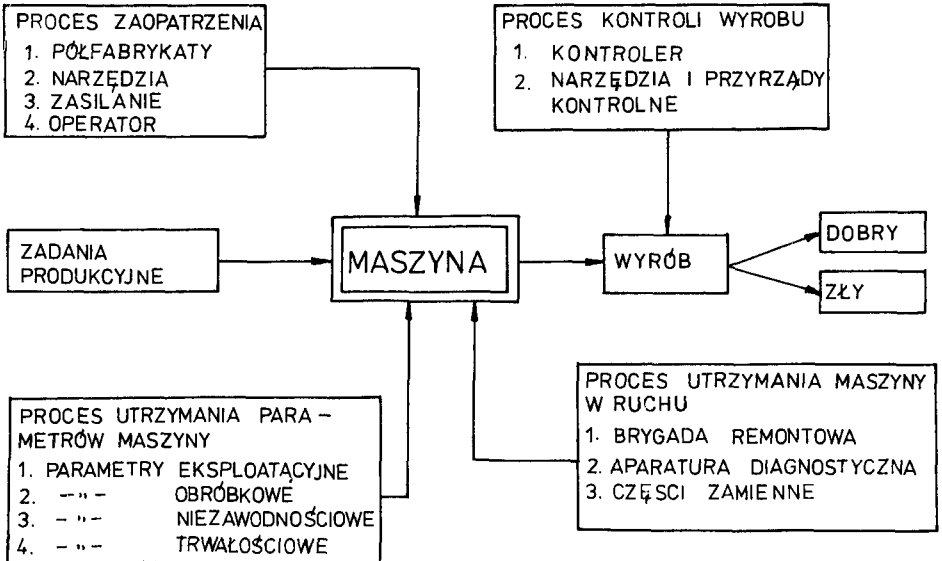 PROCES ZAOPATRZENIA
1. PÓŁFABRYKATY
2. NARZĘDZIA
3. ZASILANIE
4. OPERATOR
PROCES KONTROLI WYROBU
1. KONTROLER
2. NARZĘDZIA I PRZYRZĄDY
KONTROLNE
ZADANIA
PRODUKCYJNE
MASZYNA
WYRÓB
DOBRY
ZŁY
PROCES UTRZYMANIA PARA-
METRÓW MASZYNY
1. PARAMETRY EKSPLOATACYJNE
2. -"- OBRÓBKOWE
3. -"- NIEZAWODNOŚCIOWE
4. -"- TRWAŁOŚCIOWE
PROCES UTRZYMANIA MASZYNY
W RUCHU
1. BRYGADA REMONTOWA
2. APARATURA DIAGNOSTYCZNA
3. CZĘŚCI ZAMIENNE